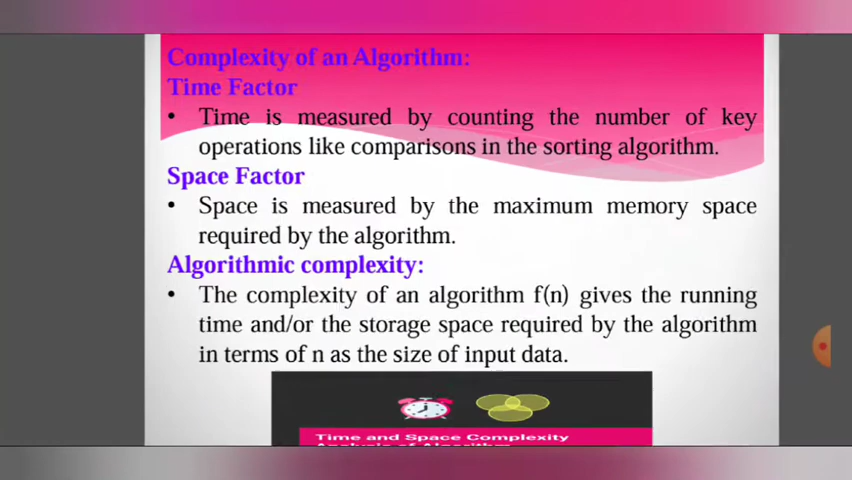 Complexity of an Algorithm:
Time Factor
• Time is measured by counting the number of key
operations like comparisons in the sorting algorithm.
Space Factor
• Space is measured by the maximum memory space
required by the algorithm.
Algorithmic complexity:
• The complexity of an algorithm f(n) gives the running
time and/or the storage space required by the algorithm
in terms of n as the size of input data.
Time and Space Complexity
Analysis of Algorithm